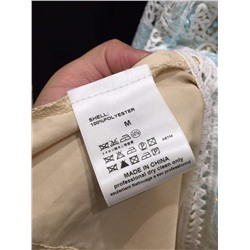 SHELL:
100%POLYESTER
M
MADE IN CHINA
professional dry clean only